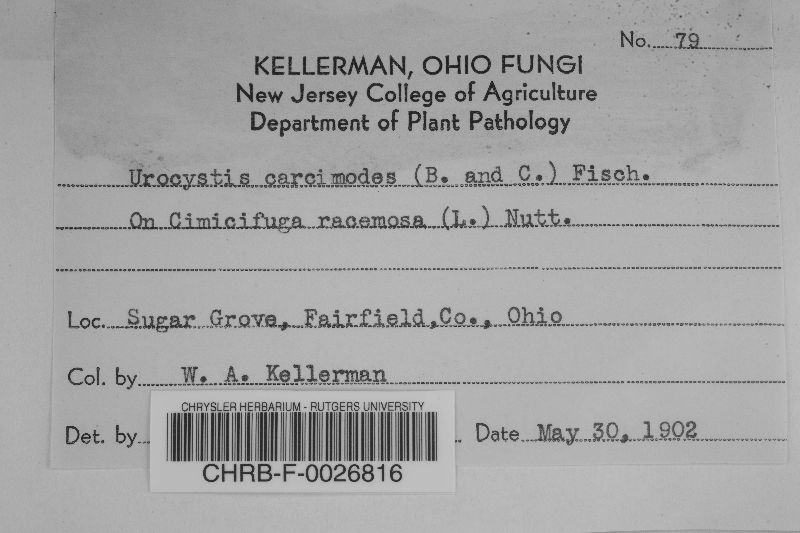 No. 79
KELLERMAN, OHIO FUNGI
New Jersey College of Agriculture
Department of Plant Pathology
Urocystis carcimodes (B. and C.) Fisch.
On Cimicifuga racemosa (L.) Nutt.
Loc. Sugar Grove, Fairfield,Co., Ohio
Col. by W. A. Kellerman
Det. by Date May 30, 1902
CHRYSLER HERBARIUM - RUTGERS UNIVERSITY
CHRB-F-0026816